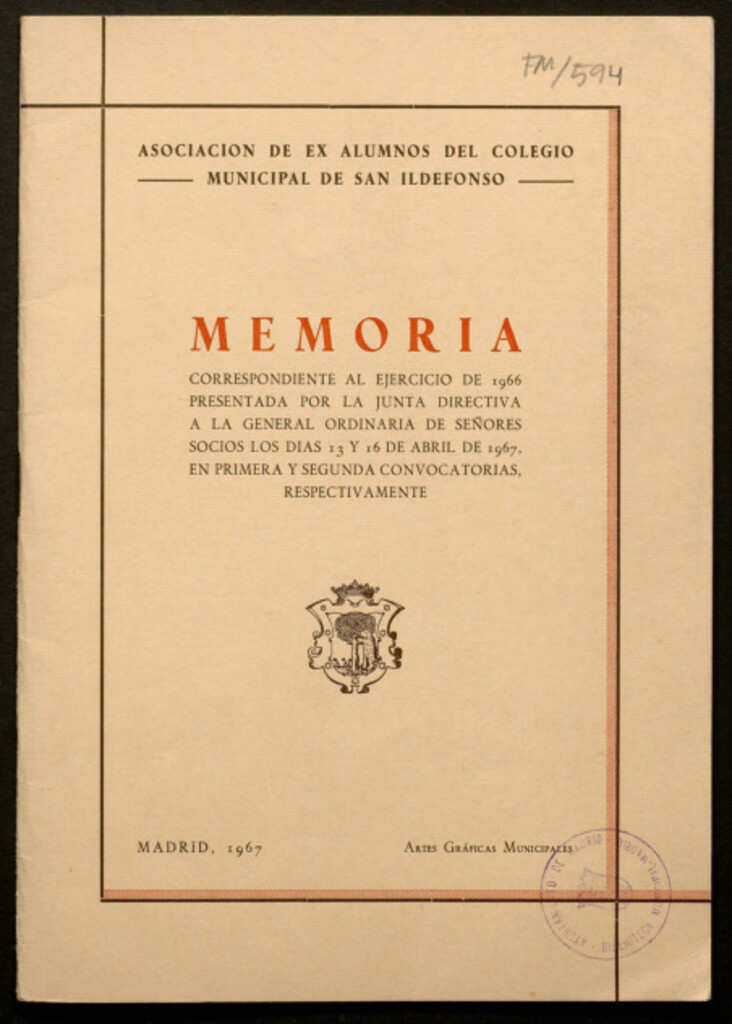 FM/594
ASOCIACION DE EX ALUMNOS DEL COLEGIO
MUNICIPAL DE SAN ILDEFONSO
MEMORIA
CORRESPONDIENTE AL EJERCICIO DE 1966
PRESENTADA POR LA JUNTA DIRECTIVA
A LA GENERAL ORDINARIA DE SEÑORES
SOCIOS LOS DIAS 13 Y 16 DE ABRIL DE 1967,
EN PRIMERA Y SEGUNDA CONVOCATORIAS,
RESPECTIVAMENTE
MADRID, 1967
ARTES GRÁFICAS MUNICIPALES
DE MADRID